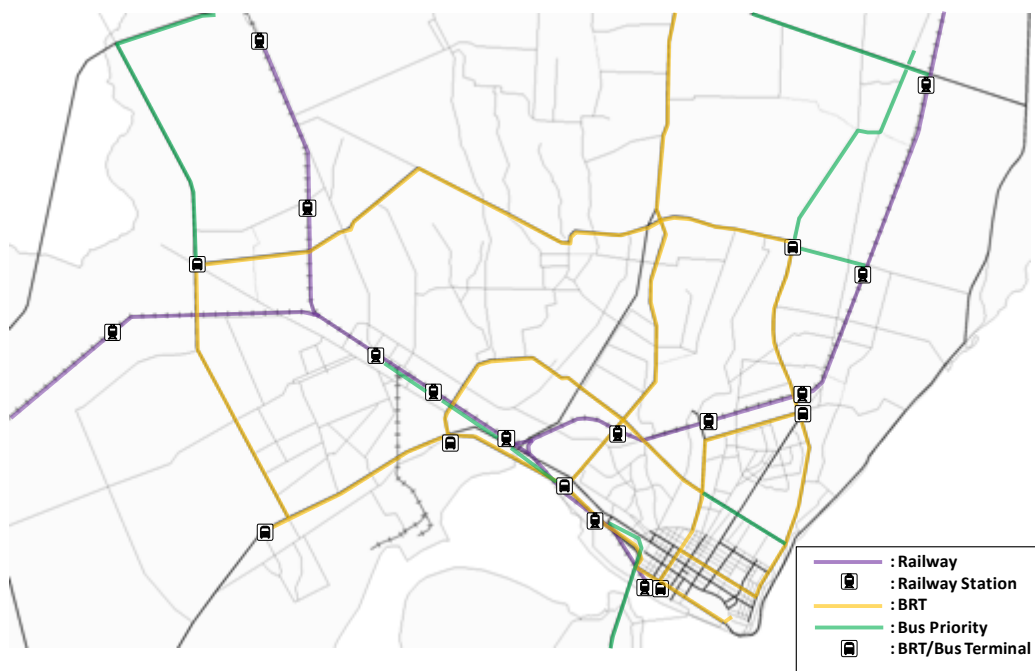 : Railway
: Railway Station
: BRT
: Bus Priority
: BRT/Bus Terminal